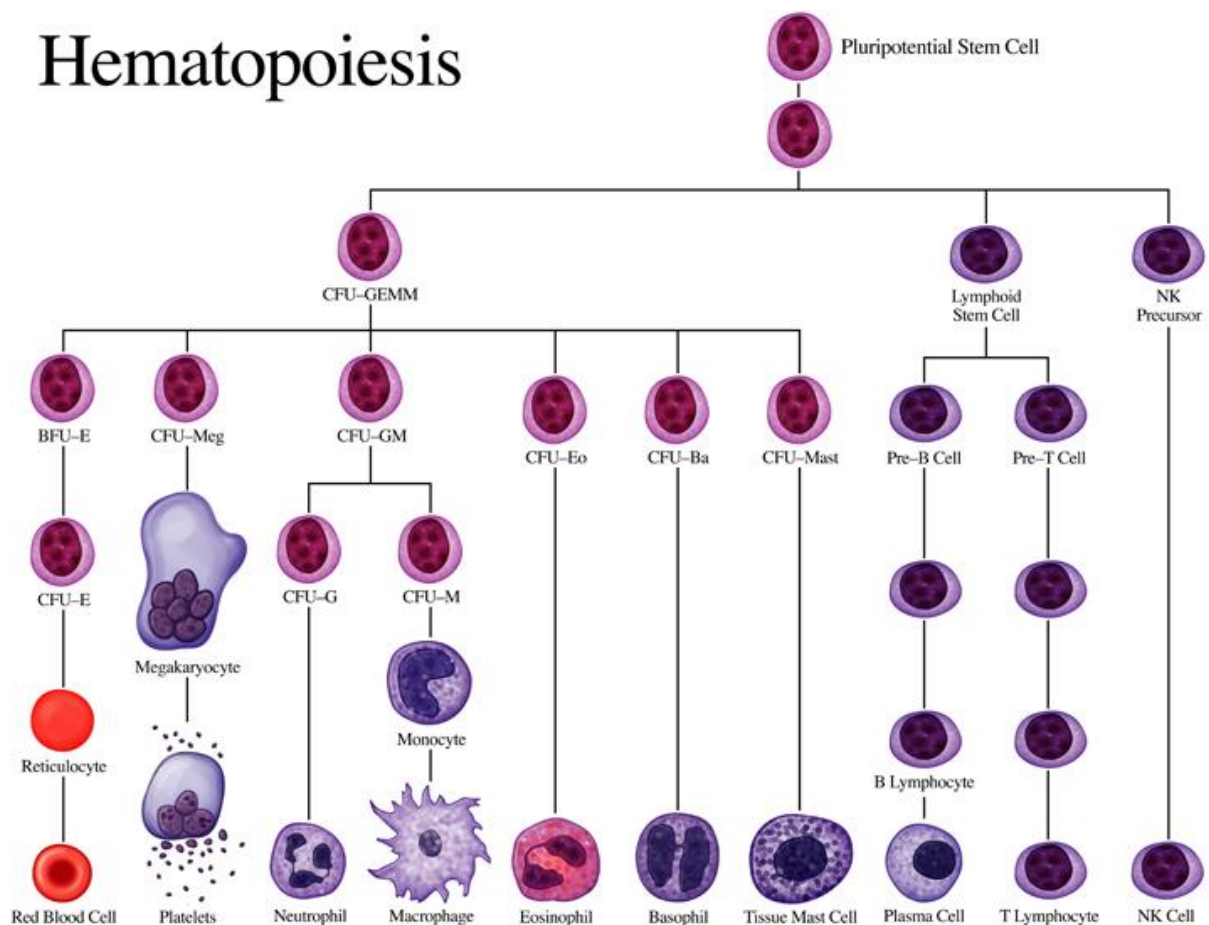 Hematopoiesis
Pluripotential Stem Cell
CFU–GEMM
Lymphoid
Stem Cell
NK
Precursor
BFU–E
CFU–Meg
CFU–GM
CFU–Eo
CFU–Ba
CFU–Mast
Pre–B Cell
Pre–T Cell
CFU–E
CFU–G
CFU–M
Megakaryocyte
Monocyte
Reticulocyte
B Lymphocyte
Red Blood Cell
Platelets
Neutrophil
Macrophage
Eosinophil
Basophil
Tissue Mast Cell
Plasma Cell
T Lymphocyte
NK Cell